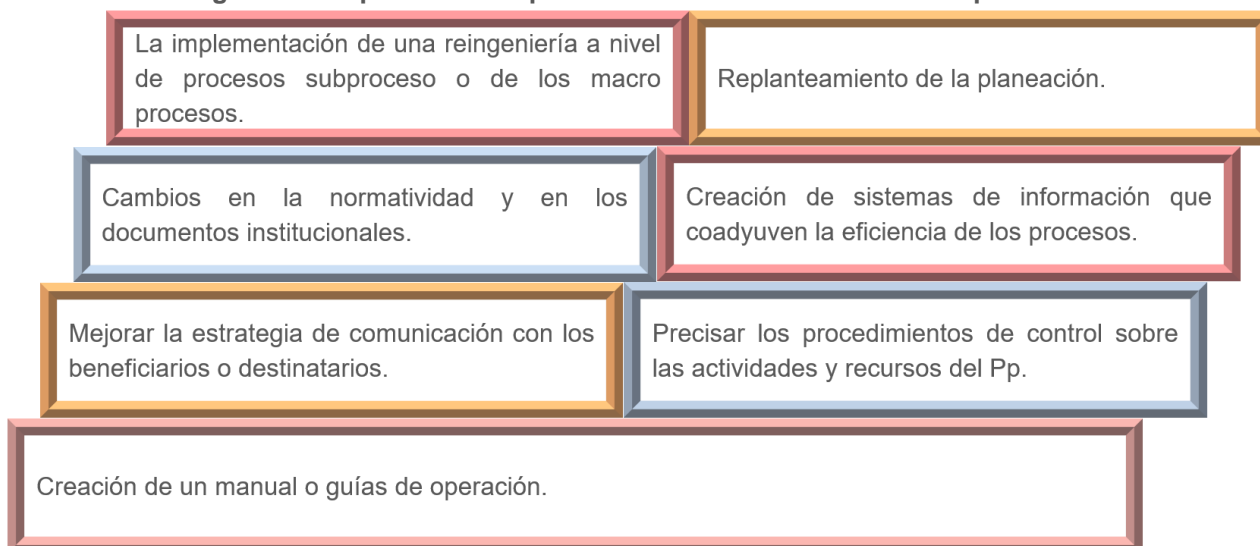 La implementación de una reingeniería a nivel
de procesos subproceso o de los macro
procesos.
Replanteamiento de la planeación.
Cambios en la normatividad y en los
documentos institucionales.
Creación de sistemas de información que
coadyuven la eficiencia de los procesos.
Mejorar la estrategia de comunicación con los
beneficiarios o destinatarios.
Precisar los procedimientos de control sobre
las actividades y recursos del Pp.
Creación de un manual o guías de operación.